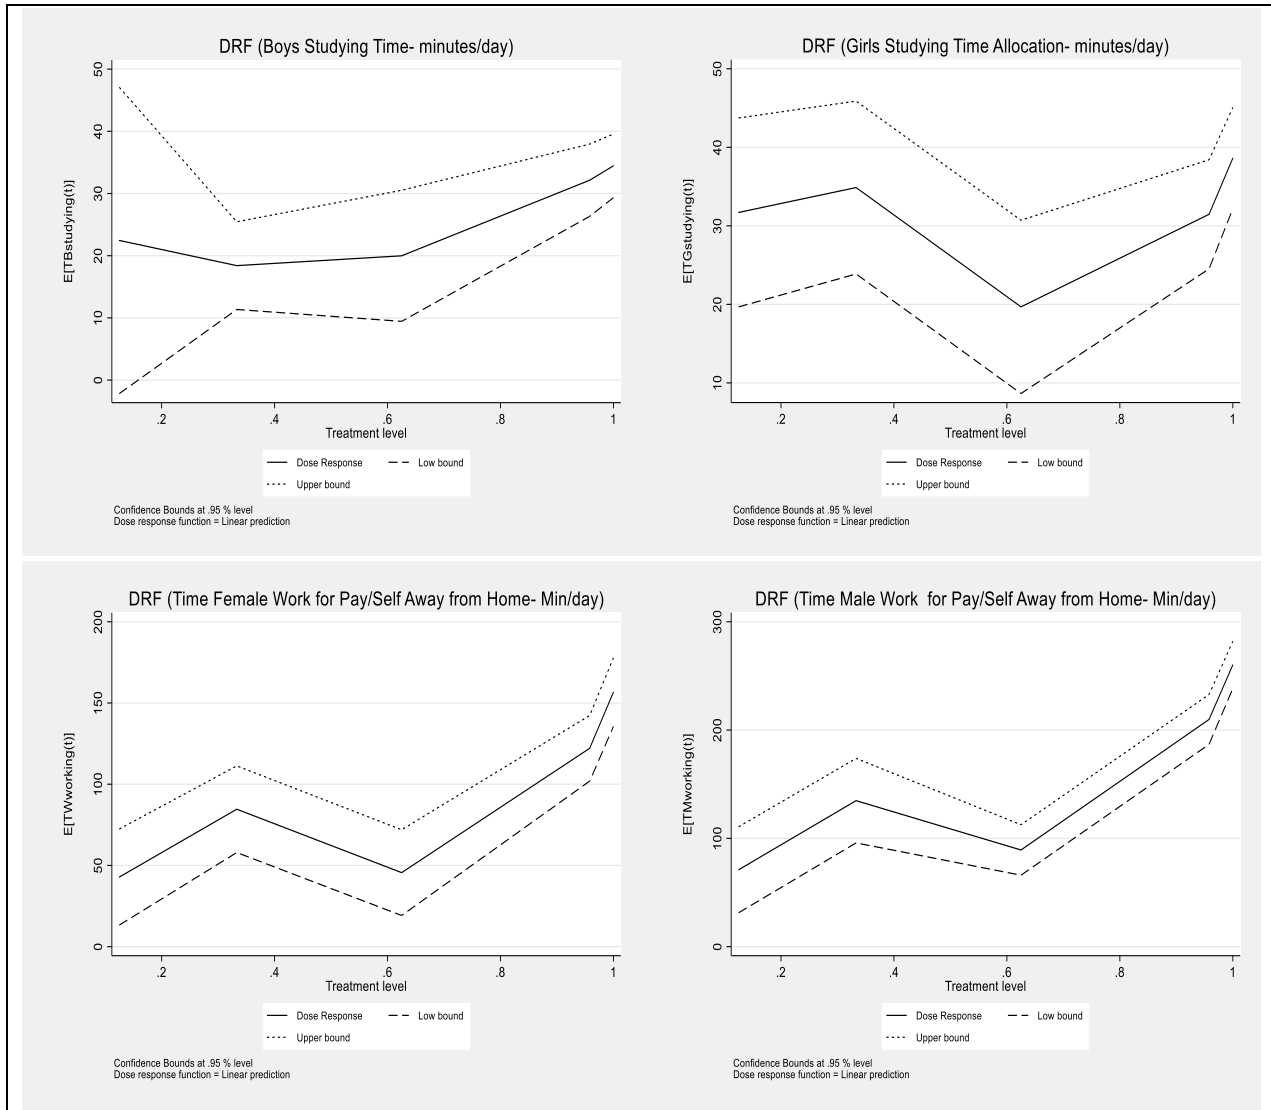 DRF (Boys Studying Time- minutes/day)
E[TBstudying(t)]
50
40
30
20
10
0
.2 .4 .6 .8 1
Treatment level
Dose Response Low bound
Upper bound
Confidence Bounds at .95 % level
Dose response function = Linear prediction
DRF (Girls Studying Time Allocation- minutes/day)
E[TGstudying(t)]
50
40
30
20
10
.2 .4 .6 .8 1
Treatment level
Dose Response Low bound
Upper bound
Confidence Bounds at .95 % level
Dose response function = Linear prediction
DRF (Time Female Work for Pay/Self Away from Home- Min/day)
E[TWworking(t)]
200
150
100
50
0
.2 .4 .6 .8 1
Treatment level
Dose Response Low bound
Upper bound
Confidence Bounds at .95 % level
Dose response function = Linear prediction
DRF (Time Male Work  for Pay/Self Away from Home- Min/day)
E[TMworking(t)]
300
200
100
0
.2 .4 .6 .8 1
Treatment level
Dose Response Low bound
Upper bound
Confidence Bounds at .95 % level
Dose response function = Linear prediction